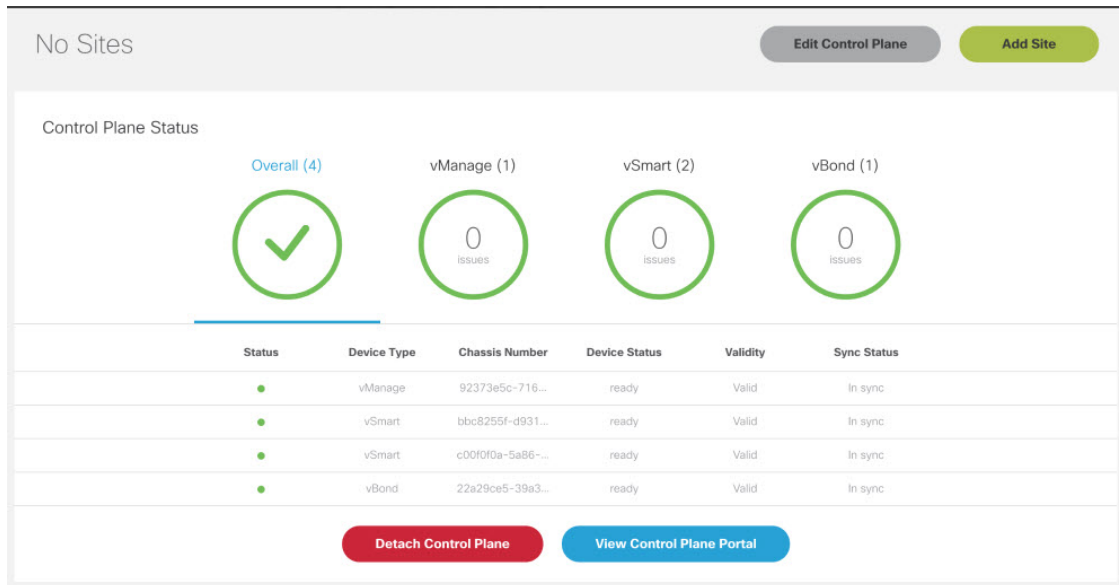 No Sites
Edit Control Plane
Add Site
Control Plane Status
Overall (4) vManage (1) vSmart (2) vBond (1)
0 0 0
issues issues issues
Status Device Type Chassis Number Device Status Validity Sync Status
vManage 92373e5c-716... ready Valid In sync
vSmart bbc8255f-d931... ready Valid In sync
vSmart c00f0f0a-5a86-... ready Valid In sync
vBond 22a29ce5-39a3... ready Valid In sync
Detach Control Plane View Control Plane Portal